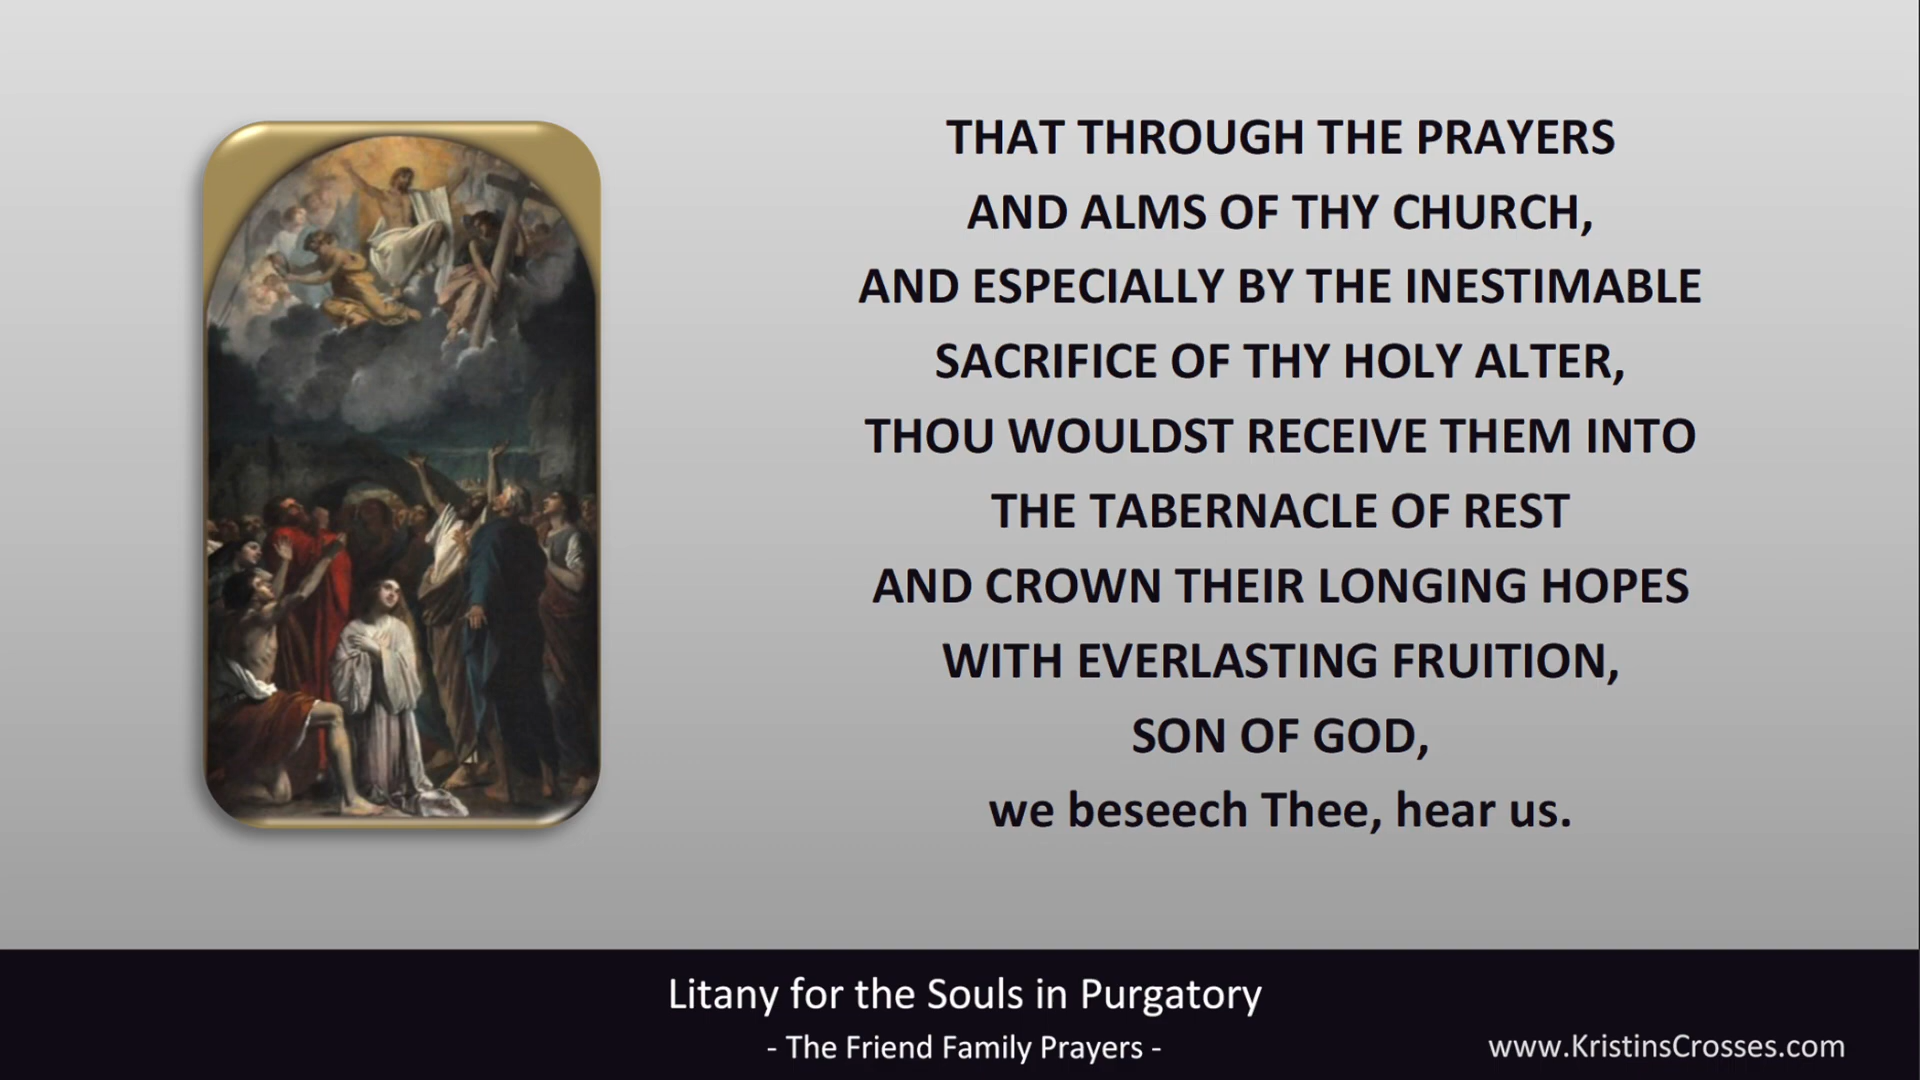 THAT THROUGH THE PRAYERS
AND ALMS OF THY CHURCH,
AND ESPECIALLY BY THE INESTIMABLE
SACRIFICE OF THY HOLY ALTER,
THOU WOULDST RECEIVE THEM INTO
THE TABERNACLE OF REST
AND CROWN THEIR LONGING HOPES
WITH EVERLASTING FRUITION,
SON OF GOD,
we beseech Thee, hear us.
Litany for the Souls in Purgatory
- The Friend Family Prayers -
www.KristinsCrosses.com